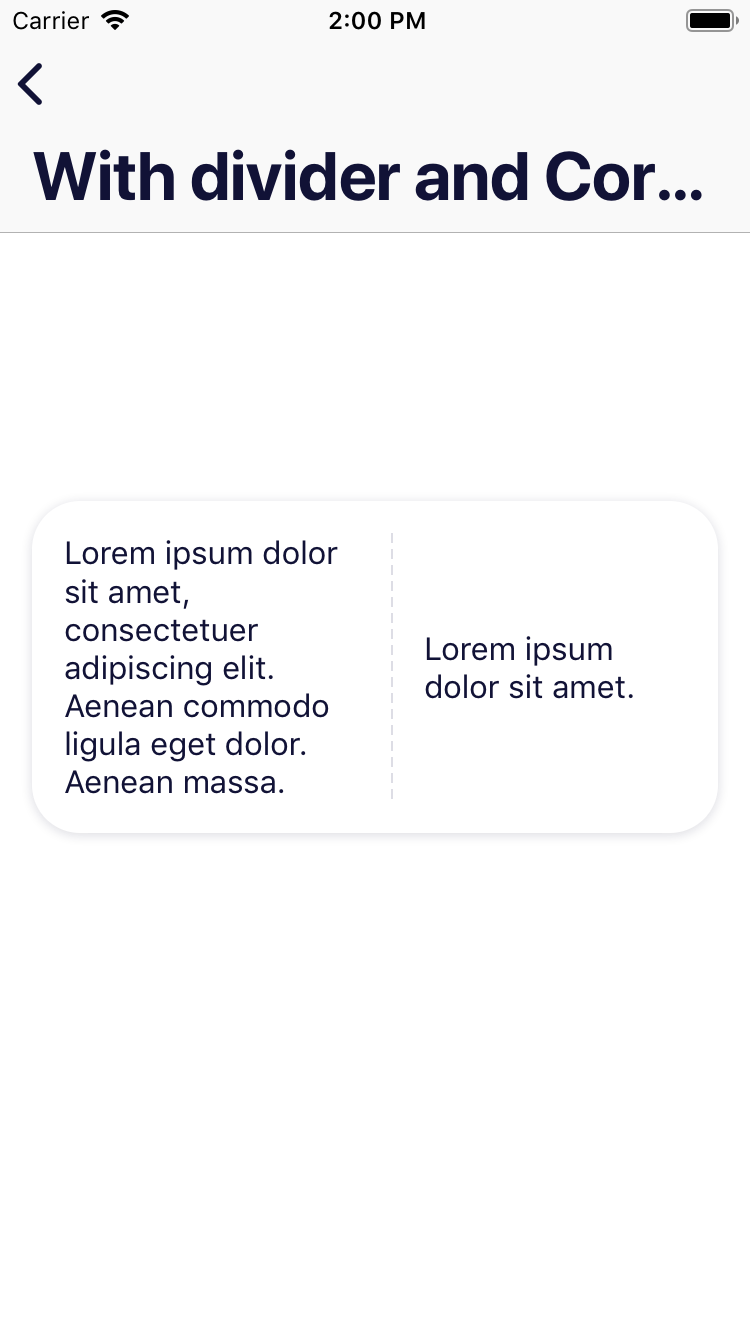 Carrier 2:00 PM
With divider and Cor...
Lorem ipsum dolor
sit amet,
consectetuer
adipiscing elit.
Aenean commodo
ligula eget dolor.
Aenean massa.
Lorem ipsum
dolor sit amet.